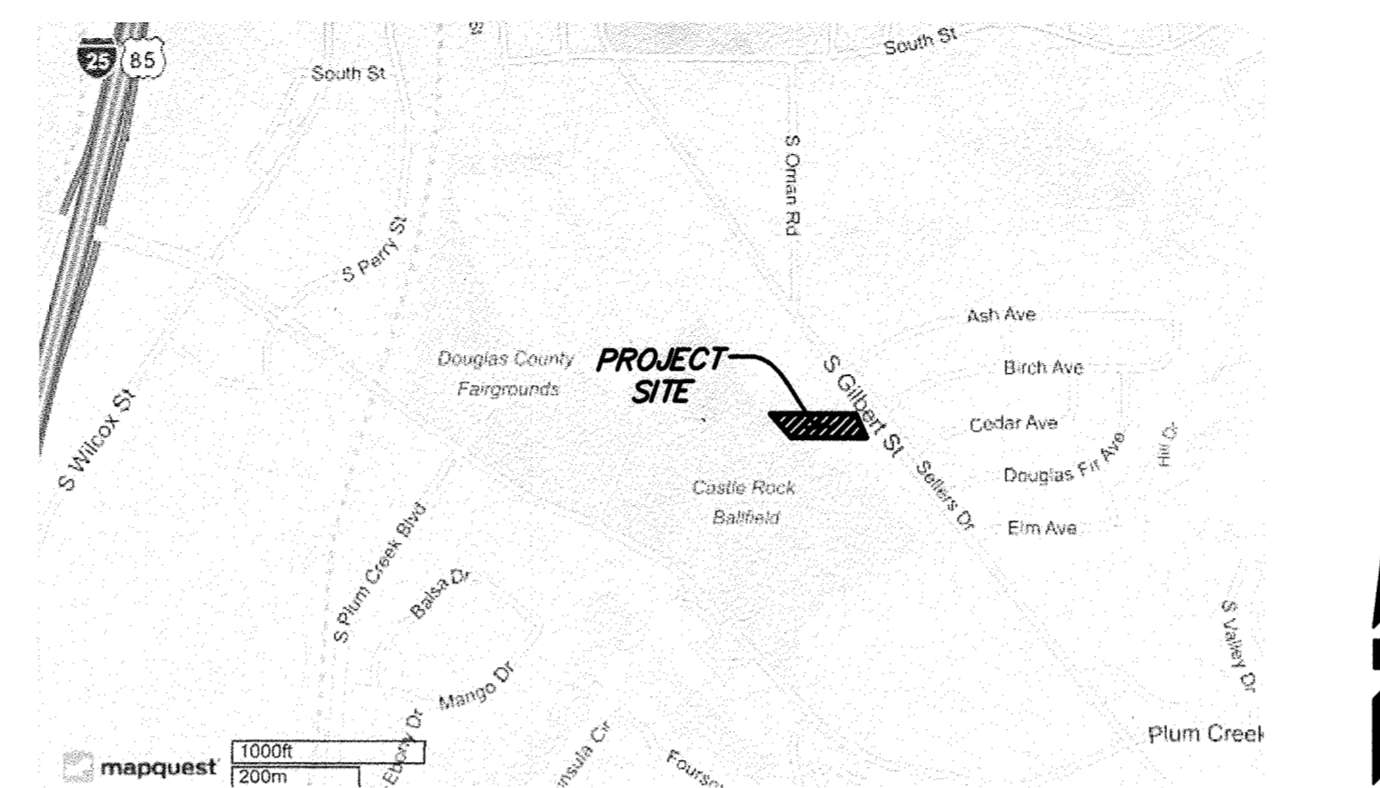 25
85
South St
South St
S Oman Rd
S Perry St
Ash Ave
Douglas County
Fairgrounds
PROJECT
SITE
S Gilbert St
Birch Ave
S Wilcox St
Cedar Ave
Douglas Fir Ave
Sellers Dr
Castle Rock
Ballfield
Elm Ave
S Plum Creek Blvd
Balsa Dr
S Valley Dr
Mango Dr
Ebony Dr
Plum Creek
1000ft
200m
mapquest